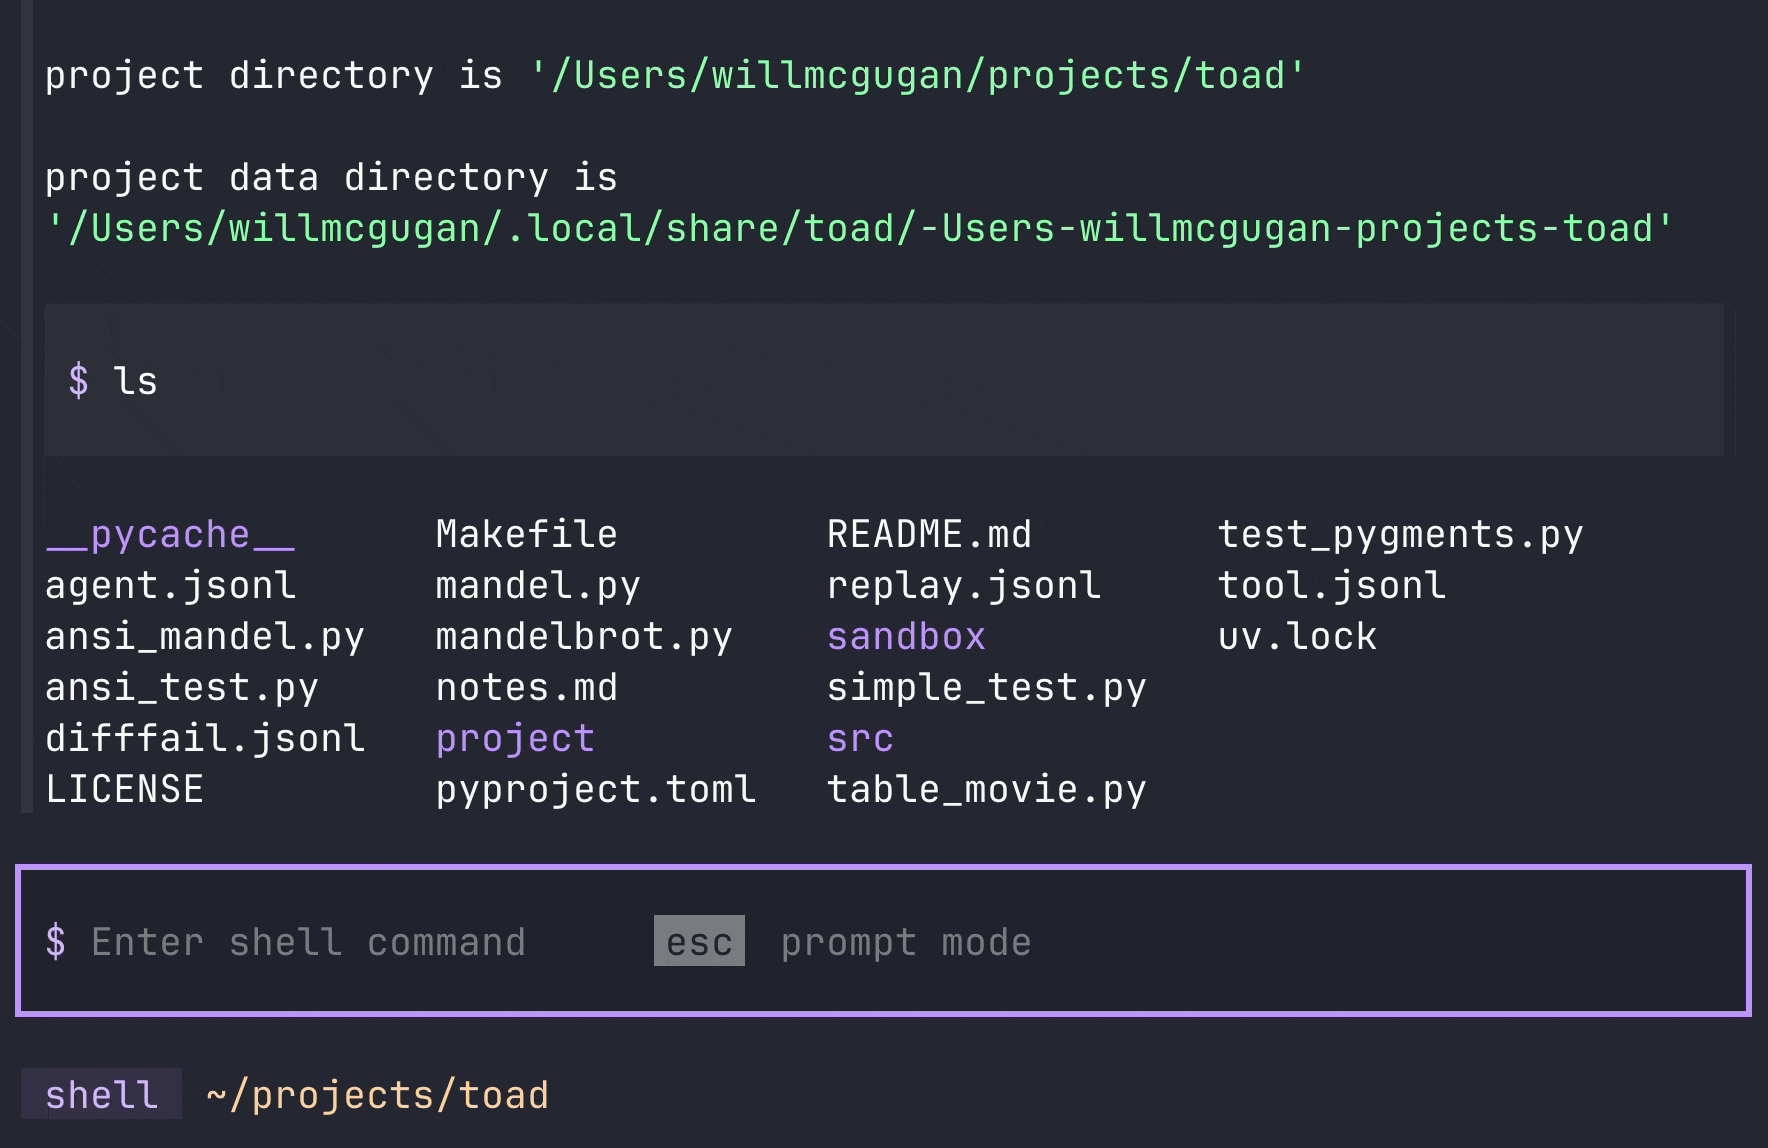 project directory is '/Users/willmcgugan/projects/toad'
project data directory is
'/Users/willmcgugan/.local/share/toad/-Users-willmcgugan-projects-toad'
$ ls
__pycache__ Makefile README.md test_pygments.py
agent.jsonl mandel.py replay.jsonl tool.jsonl
ansi_mandel.py mandelbrot.py sandbox uv.lock
ansi_test.py notes.md simple_test.py
difffail.jsonl project src
LICENSE pyproject.toml table_movie.py
$ Enter shell command esc prompt mode
shell ~/projects/toad